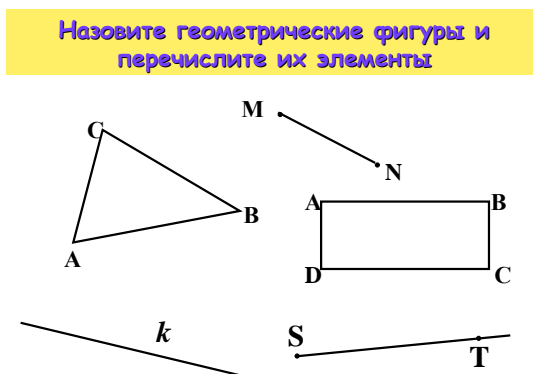 Назовите геометрические фигуры и
перечислите их элементы
M
C
N
A
B
B
A
D
C
k
S
T